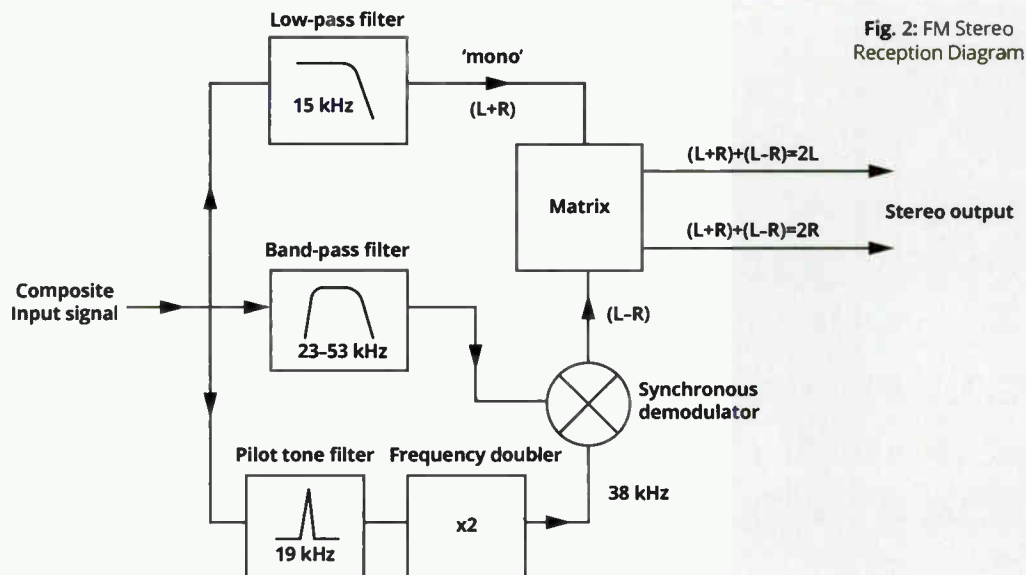 Low-pass filter
15 kHz
'mono'
(L+R)
Fig. 2: FM Stereo
Reception Diagram
Matrix
(L+R)+(L–R)=2L
Stereo output
(L+R)+(L–R)=2R
Band-pass filter
23–53 kHz
Composite
Input signal
(L–R)
Synchronous
demodulator
Pilot tone filter
19 kHz
Frequency doubler
x2
38 kHz